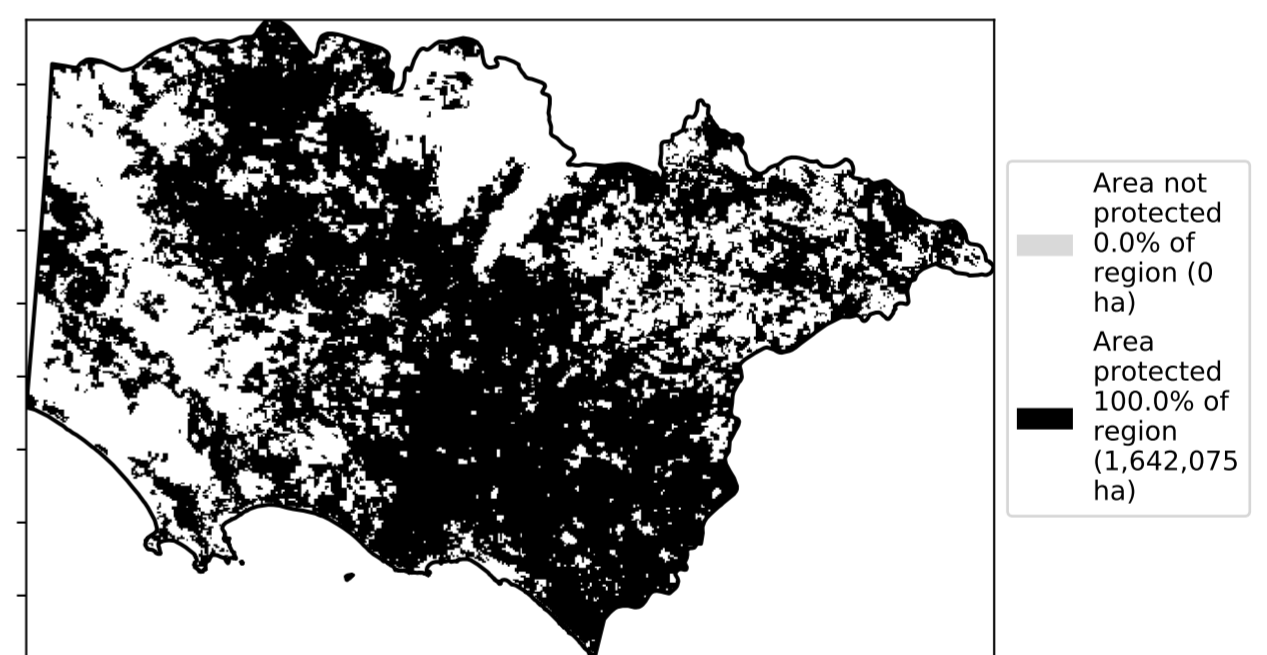 Area not
protected
0.0% of
region (0
ha)
Area
protected
100.0% of
region
(1,642,075
ha)